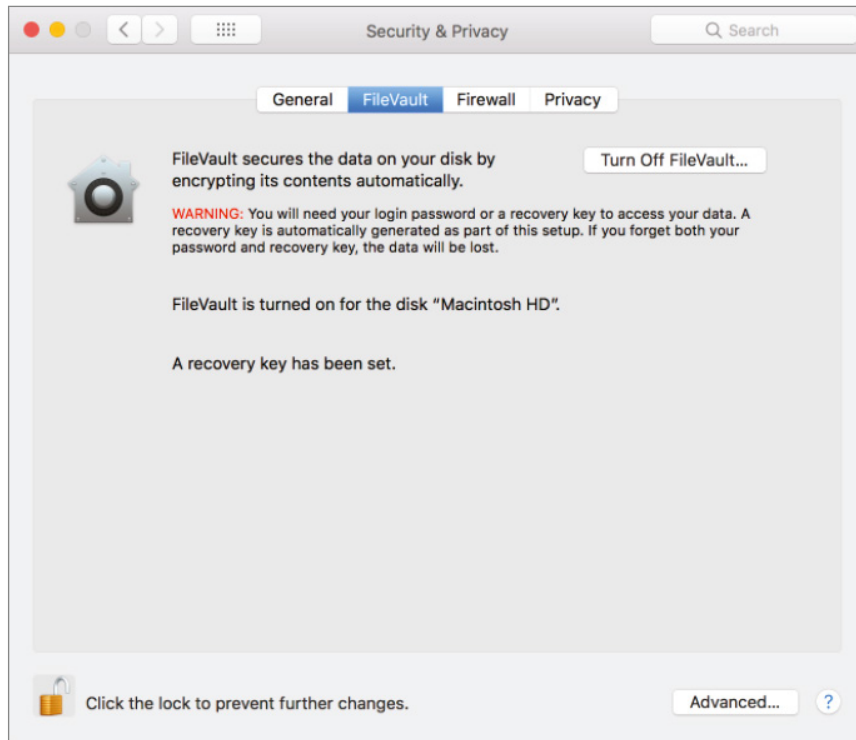 Security & Privacy
Search
General
FileVault
Firewall
Privacy
FileVault secures the data on your disk by
encrypting its contents automatically.
Turn Off FileVault...
WARNING: You will need your login password or a recovery key to access your data. A
recovery key is automatically generated as part of this setup. If you forget both your
password and recovery key, the data will be lost.
FileVault is turned on for the disk “Macintosh HD”.
A recovery key has been set.
Click the lock to prevent further changes.
Advanced...
?